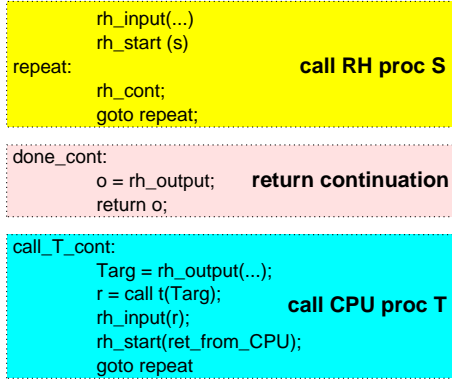 rh_input(...)
rh_start (s)
repeat: call RH proc S
rh_cont;
goto repeat;
done_cont:
o = rh_output; return continuation
return o;
call_T_cont:
Targ = rh_output(...);
r = call t(Targ);
call CPU proc T
rh_input(r);
rh_start(ret_from_CPU);
goto repeat